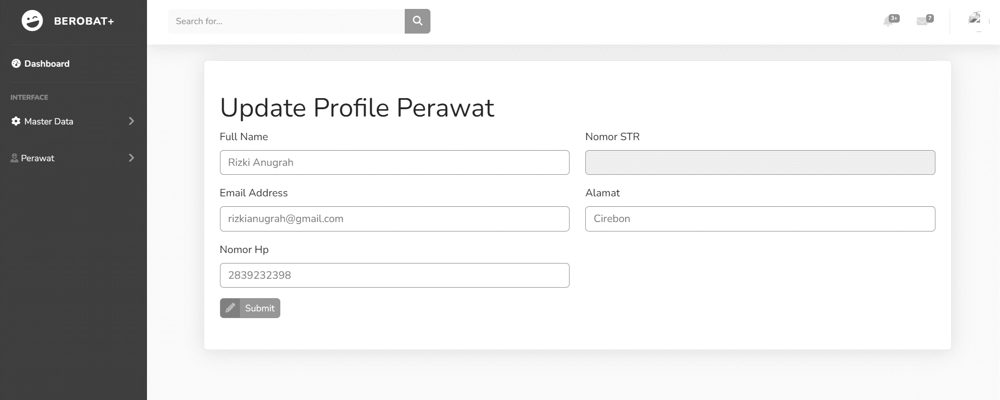 BEROBAT+
Search for...
3+
7
Dashboard
INTERFACE
Master Data
Perawat
Update Profile Perawat
Full Name
Nomor STR
Rizki Anugrah
Email Address
Alamat
rizkianugrah@gmail.com
Cirebon
Nomor Hp
2839232398
Submit